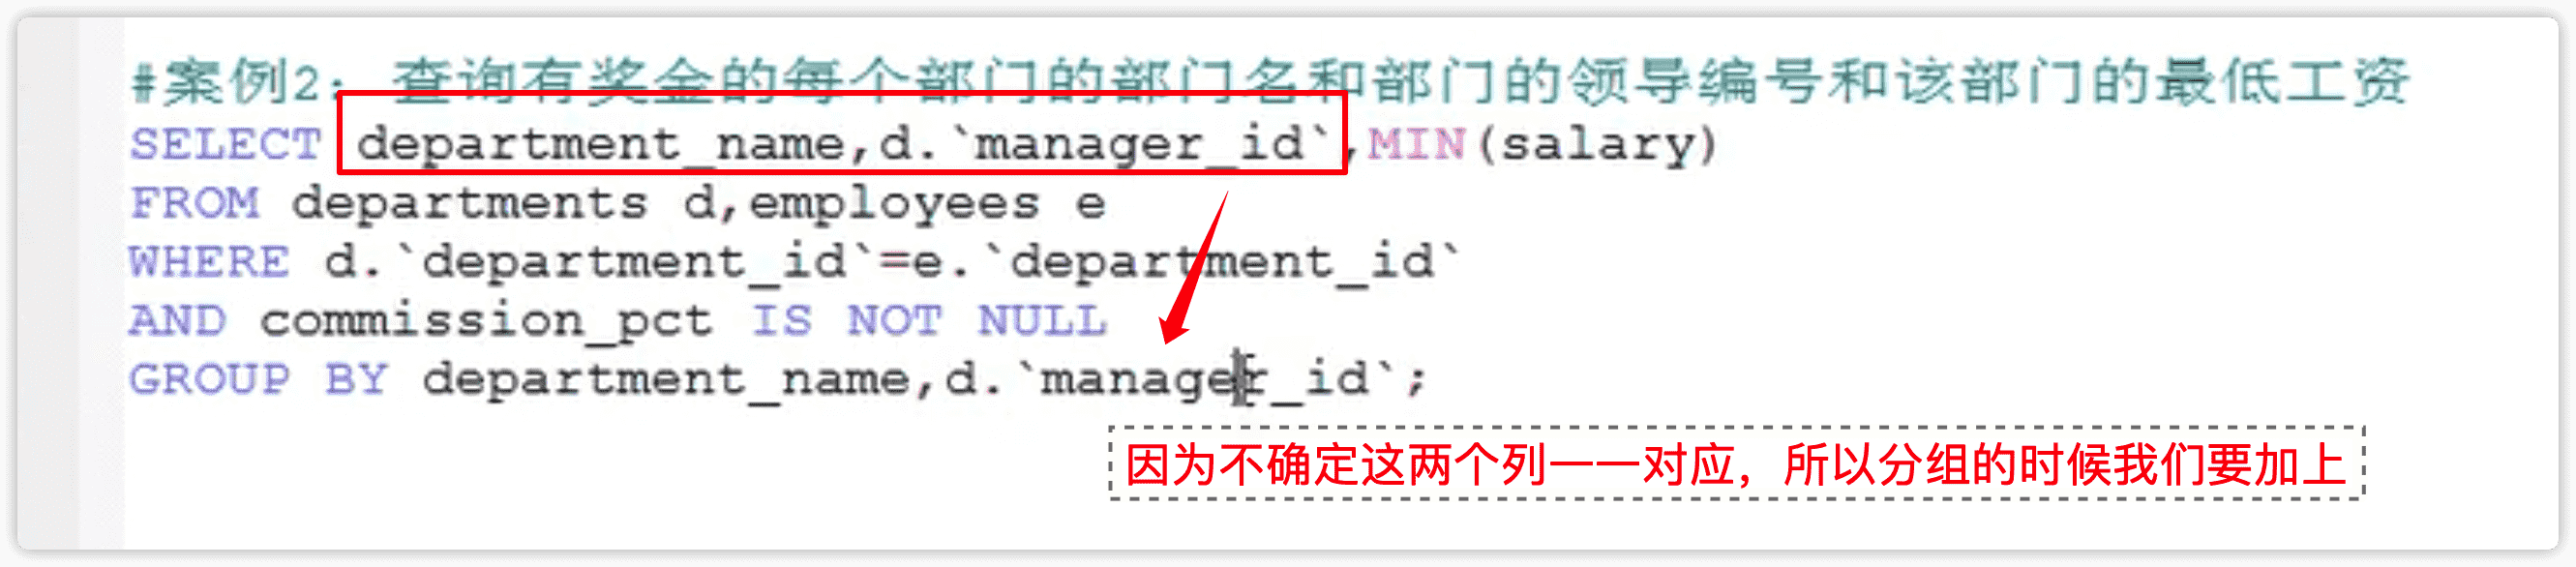 #案例2: 查询有奖金的每个部门的部门名和部门的领导编号和该部门的最低工资
SELECT department_name,d.`manager_id`,MIN(salary)
FROM departments d,employees e
WHERE d.`department_id`=e.`department_id`
AND commission_pct IS NOT NULL
GROUP BY department_name,d.`manager_id`;
因为不确定这两个列一一对应，所以分组的时候我们要加上